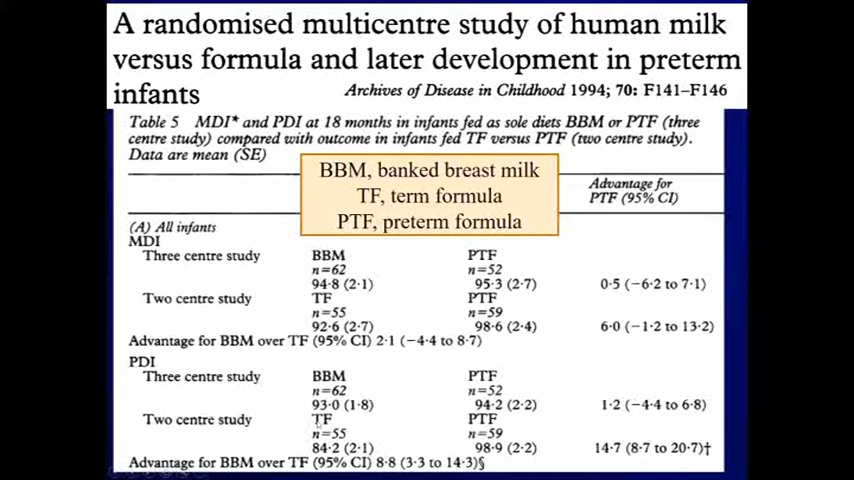 A randomised multicentre study of human milk
versus formula and later development in preterm
infants
Archives of Disease in Childhood 1994; 70: F141–F146
Table 5 MDI* and PDI at 18 months in infants fed as sole diets BBM or PTF (three
centre study) compared with outcome in infants fed TF versus PTF (two centre study).
Data are mean (SE)
BBM, banked breast milk
TF, term formula
PTF, preterm formula
Advantage for
PTF (95% CI)
(A) All infants
MDI
Three centre study BBM PTF
n=62 n=52
94·8 (2·1) 95·3 (2·7) 0·5 (−6·2 to 7·1)
Two centre study TF PTF
n=55 n=59
92·6 (2·7) 98·6 (2·4) 6·0 (−1·2 to 13·2)
Advantage for BBM over TF (95% CI) 2·1 (−4·4 to 8·7)
PDI
Three centre study BBM PTF
n=62 n=52
93·0 (1·8) 94·2 (2·2) 1·2 (−4·4 to 6·8)
Two centre study TF PTF
n=55 n=59
84·2 (2·1) 98·9 (2·2) 14·7 (8·7 to 20·7)†
Advantage for BBM over TF (95% CI) 8·8 (3·3 to 14·3)§